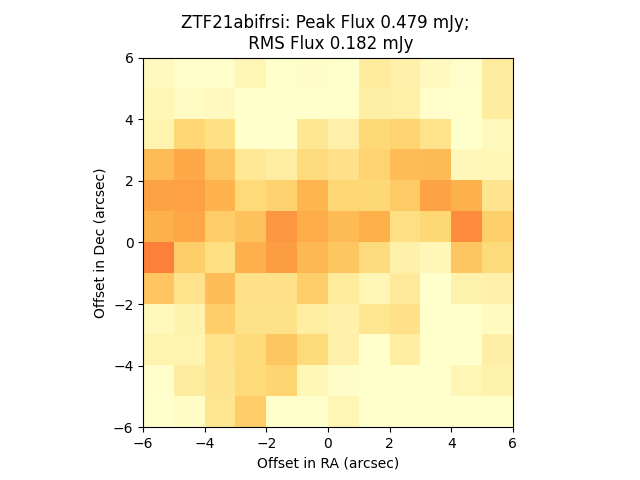 ZTF21abifrsi: Peak Flux 0.479 mJy;
RMS Flux 0.182 mJy
6
4
2
0
−2
−4
−6
Offset in Dec (arcsec)
−6 −4 −2 0 2 4 6
Offset in RA (arcsec)